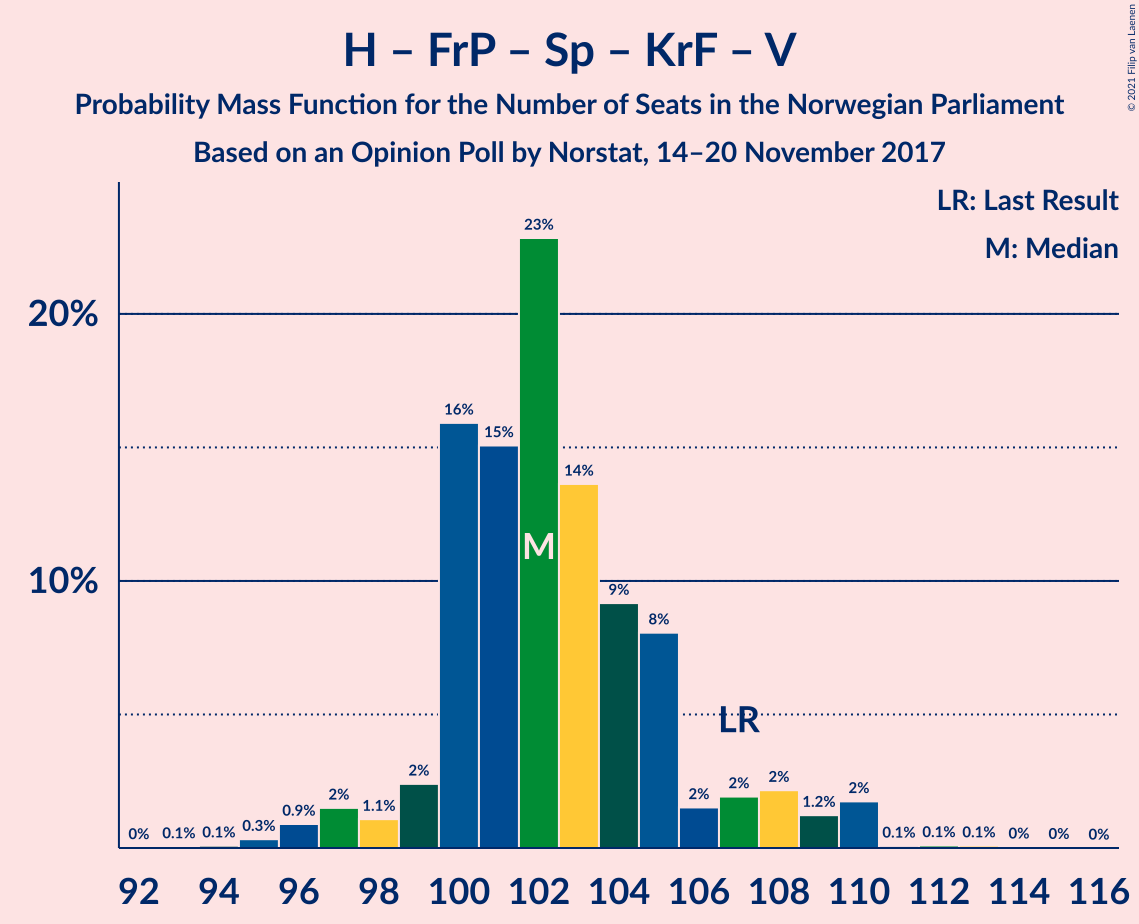 H – FrP – Sp – KrF – V
Probability Mass Function for the Number of Seats in the Norwegian Parliament
Based on an Opinion Poll by Norstat, 14–20 November 2017
© 2021 Filip van Laenen
LR: Last Result
M: Median
20%
10%
0% 0.1% 0.1% 0.3% 0.9% 2% 1.1% 2% 16% 15% 23% 14% 9% 8% 2% 2% 2% 1.2% 2% 0.1% 0.1% 0.1% 0% 0% 0%
M
LR
92 94 96 98 100 102 104 106 108 110 112 114 116